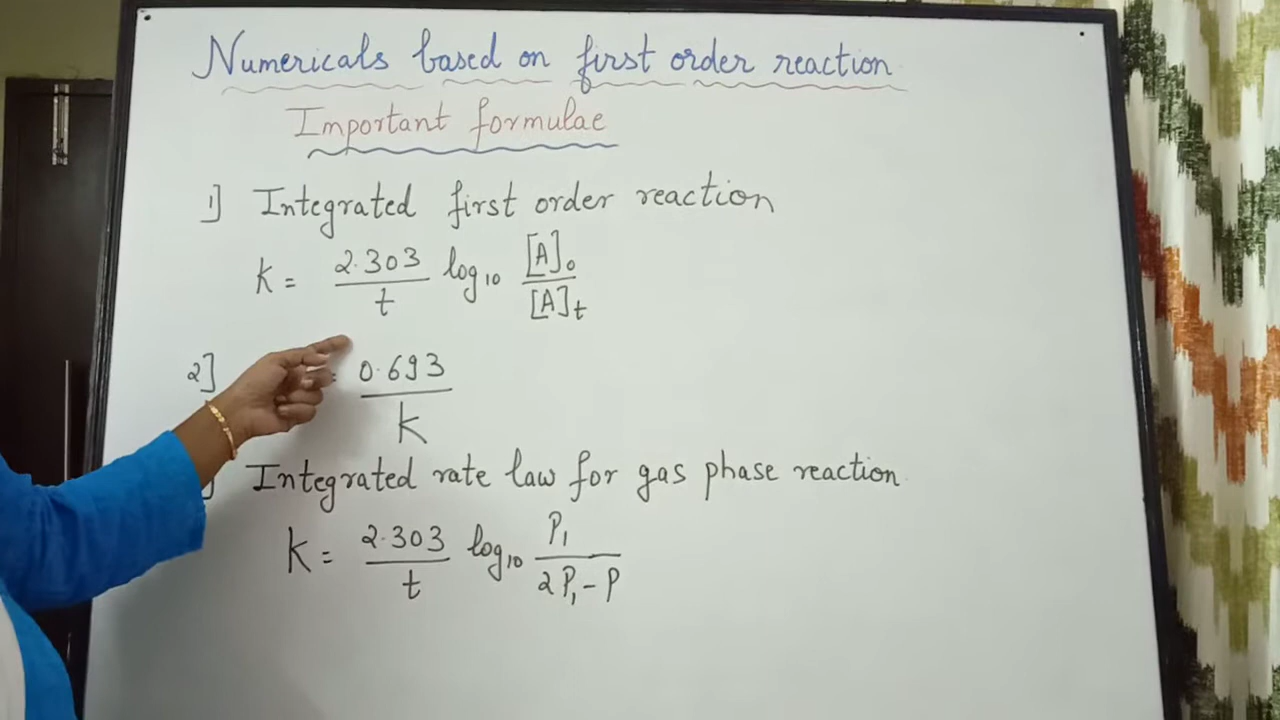 Numericals based on first order reaction
Important formulae
1] Integrated first order reaction
k = 2.303/t log₁₀ [A]₀/[A]t
2] = 0.693/k
] Integrated rate law for gas phase reaction
k = 2.303/t log₁₀ P₁/2P₁-P